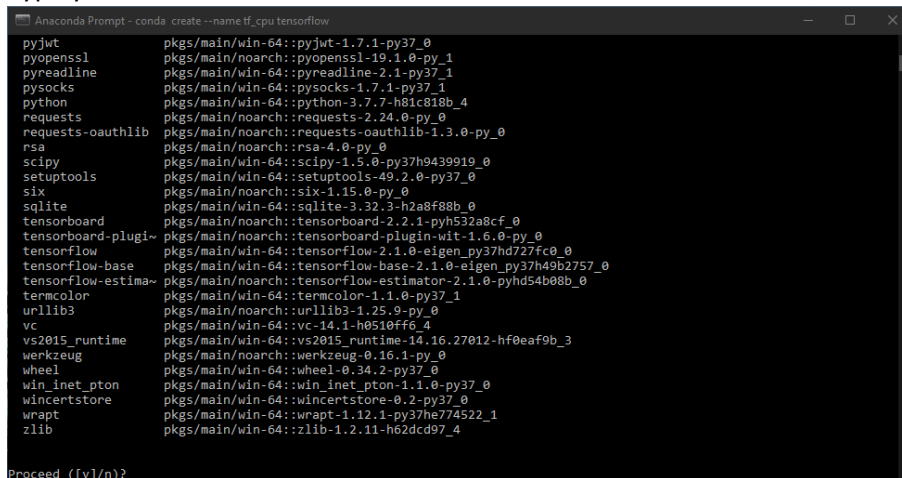 Anaconda Prompt - conda create --name tf_cpu tensorflow
pyjwt pkgs/main/win-64::pyjwt-1.7.1-py37_0
pyopenssl pkgs/main/noarch::pyopenssl-19.1.0-py_1
pyreadline pkgs/main/win-64::pyreadline-2.1-py37_1
pysocks pkgs/main/win-64::pysocks-1.7.1-py37_1
python pkgs/main/win-64::python-3.7.7-h81c818b_4
requests pkgs/main/noarch::requests-2.24.0-py_0
requests-oauthlib pkgs/main/noarch::requests-oauthlib-1.3.0-py_0
rsa pkgs/main/noarch::rsa-4.0-py_0
scipy pkgs/main/win-64::scipy-1.5.0-py37h9439919_0
setuptools pkgs/main/win-64::setuptools-49.2.0-py37_0
six pkgs/main/noarch::six-1.15.0-py_0
sqlite pkgs/main/win-64::sqlite-3.32.3-h2a8f88b_0
tensorboard pkgs/main/noarch::tensorboard-2.2.1-pyh532a8cf_0
tensorboard-plugi~ pkgs/main/noarch::tensorboard-plugin-wit-1.6.0-py_0
tensorflow pkgs/main/win-64::tensorflow-2.1.0-eigen_py37hd727fc0_0
tensorflow-base pkgs/main/win-64::tensorflow-base-2.1.0-eigen_py37h49b2757_0
tensorflow-estima~ pkgs/main/noarch::tensorflow-estimator-2.1.0-pyhd54b08b_0
termcolor pkgs/main/win-64::termcolor-1.1.0-py37_1
urllib3 pkgs/main/noarch::urllib3-1.25.9-py_0
vc pkgs/main/win-64::vc-14.1-h0510ff6_4
vs2015_runtime pkgs/main/win-64::vs2015_runtime-14.16.27012-hf0eaf9b_3
werkzeug pkgs/main/noarch::werkzeug-0.16.1-py_0
wheel pkgs/main/win-64::wheel-0.34.2-py37_0
win_inet_pton pkgs/main/win-64::win_inet_pton-1.1.0-py37_0
wincertstore pkgs/main/win-64::wincertstore-0.2-py37_0
wrapt pkgs/main/win-64::wrapt-1.12.1-py37he774522_1
zlib pkgs/main/win-64::zlib-1.2.11-h62dcd97_4
Proceed ([y]/n)?